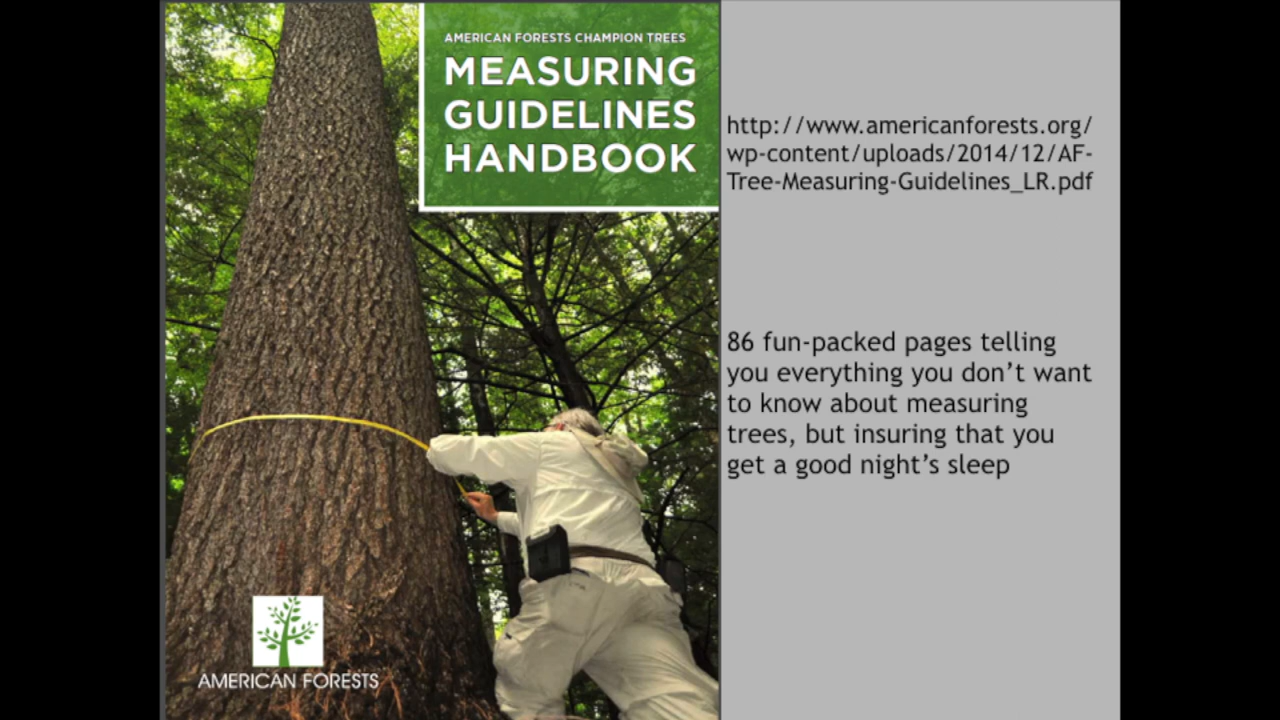 AMERICAN FORESTS CHAMPION TREES
MEASURING
GUIDELINES
HANDBOOK
AMERICAN FORESTS
http://www.americanforests.org/
wp-content/uploads/2014/12/AF-
Tree-Measuring-Guidelines_LR.pdf
86 fun-packed pages telling
you everything you don’t want
to know about measuring
trees, but insuring that you
get a good night’s sleep